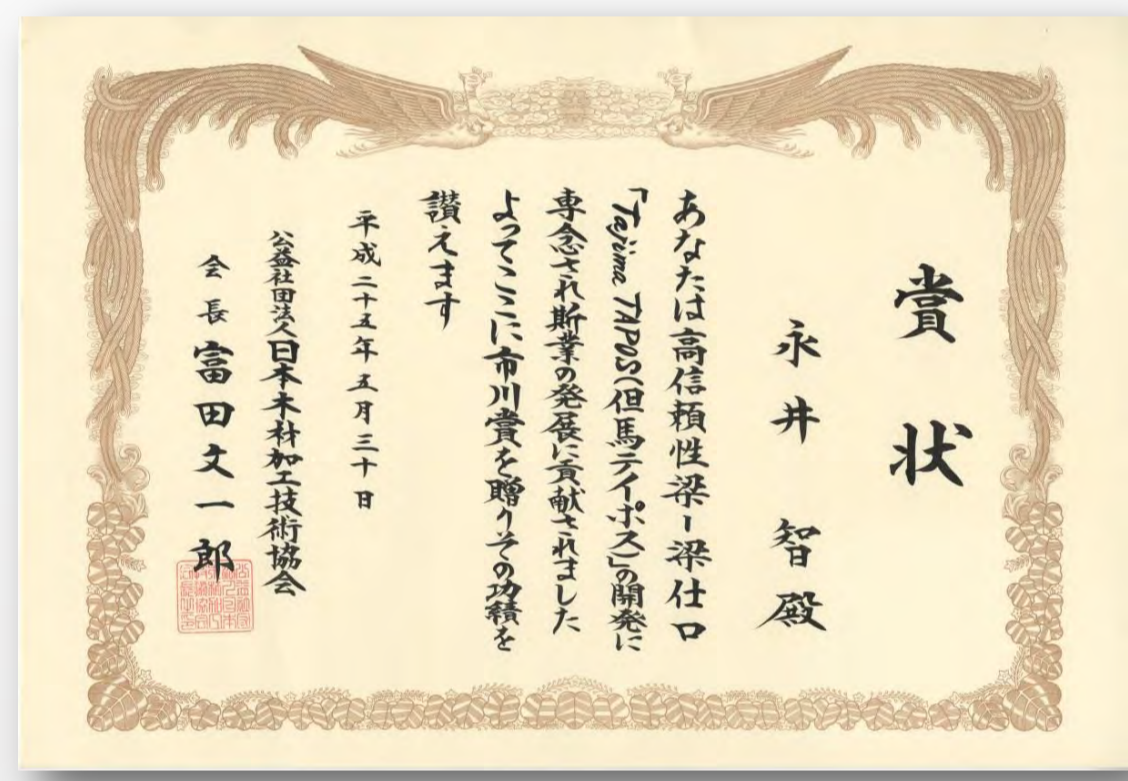 賞状
永井 智殿
あなたは高信頼性梁-梁仕口
「Tajima TAPOS(但馬テイポス)」の開発に
専念され斯業の発展に貢献されました
よってここに市川賞を贈りその功績を
讃えます
平成二十五年五月三十日
公益社団法人日本木材加工技術協会
会長 富田文一郎